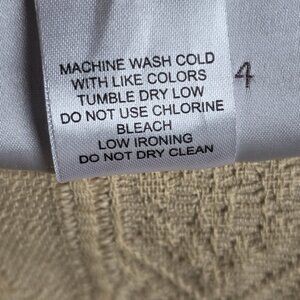 MACHINE WASH COLD
WITH LIKE COLORS
TUMBLE DRY LOW
DO NOT USE CHLORINE
BLEACH
LOW IRONING
DO NOT DRY CLEAN
4